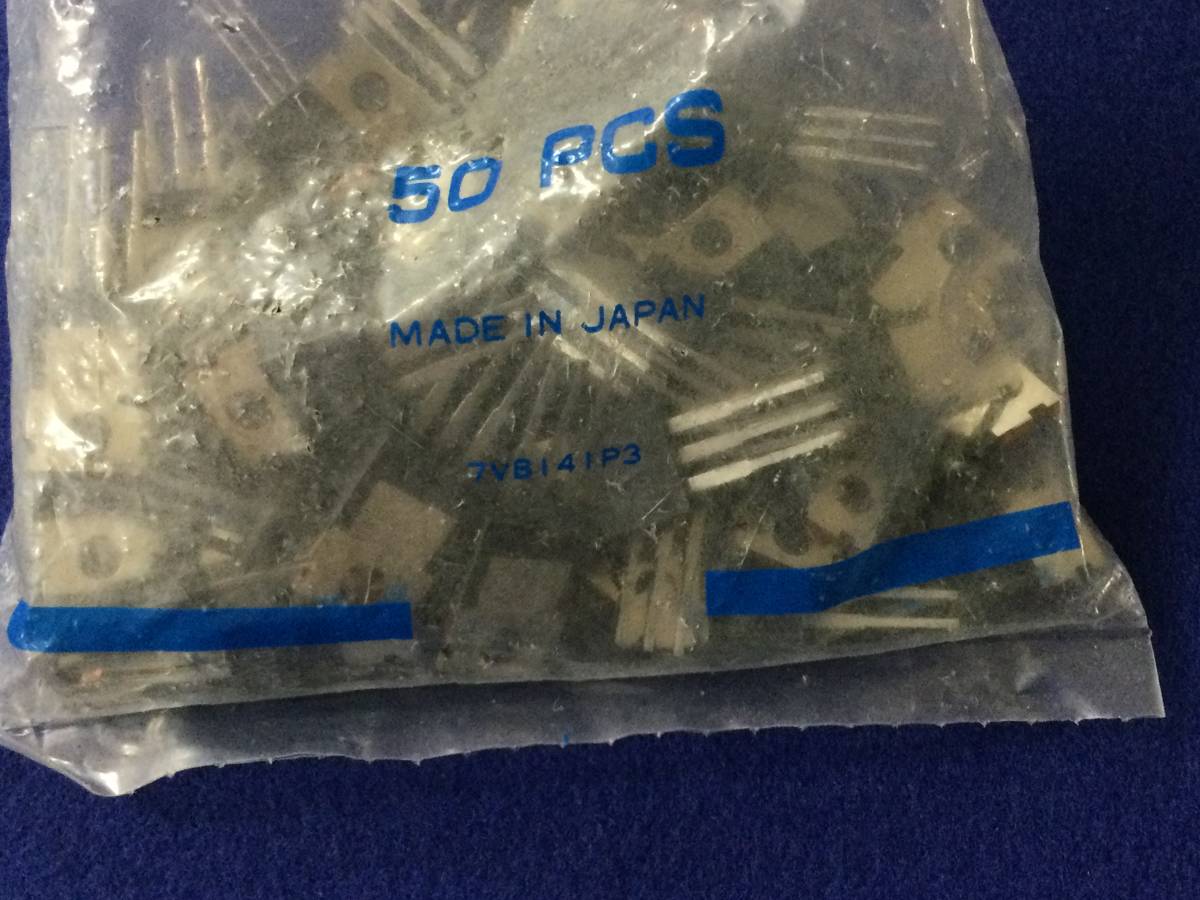 50 PCS
MADE IN JAPAN
7VB141P3